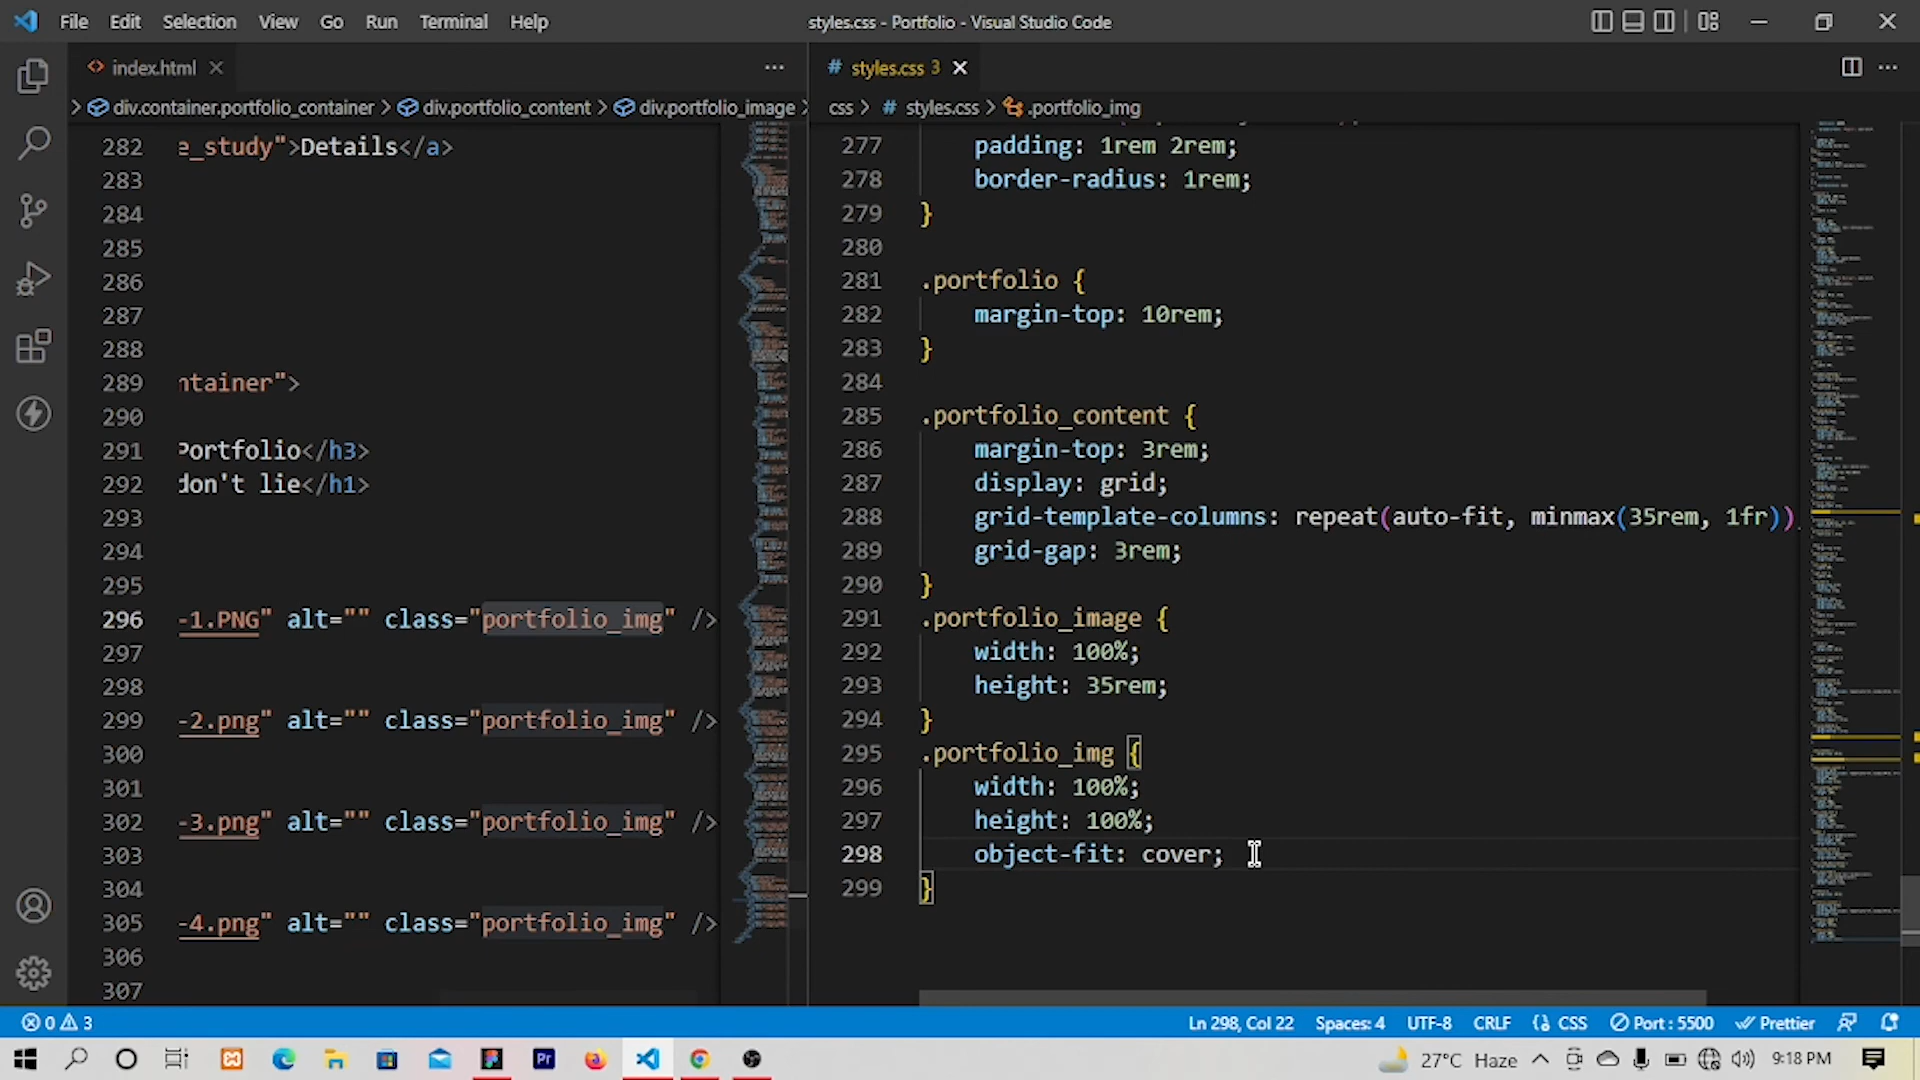 File Edit Selection View Go Run Terminal Help
styles.css - Portfolio - Visual Studio Code
index.html
div.container.portfolio_container > div.portfolio_content > div.portfolio_image >
282 e_study">Details</a>
283
284
285
286
287
288
289 ntainer">
290
291 Portfolio</h3>
292 don't lie</h1>
293
294
295
296 -1.PNG" alt="" class="portfolio_img" />
297
298
299 -2.png" alt="" class="portfolio_img" />
300
301
302 -3.png" alt="" class="portfolio_img" />
303
304
305 -4.png" alt="" class="portfolio_img" />
306
307
# styles.css 3
css > # styles.css > .portfolio_img
277 padding: 1rem 2rem;
278 border-radius: 1rem;
279 }
280
281 .portfolio {
282 margin-top: 10rem;
283 }
284
285 .portfolio_content {
286 margin-top: 3rem;
287 display: grid;
288 grid-template-columns: repeat(auto-fit, minmax(35rem, 1fr))
289 grid-gap: 3rem;
290 }
291 .portfolio_image {
292 width: 100%;
293 height: 35rem;
294 }
295 .portfolio_img {
296 width: 100%;
297 height: 100%;
298 object-fit: cover;
299 }
0 3 Ln 298, Col 22 Spaces: 4 UTF-8 CRLF CSS Port : 5500 Prettier
Pr 27°C Haze 9:18 PM